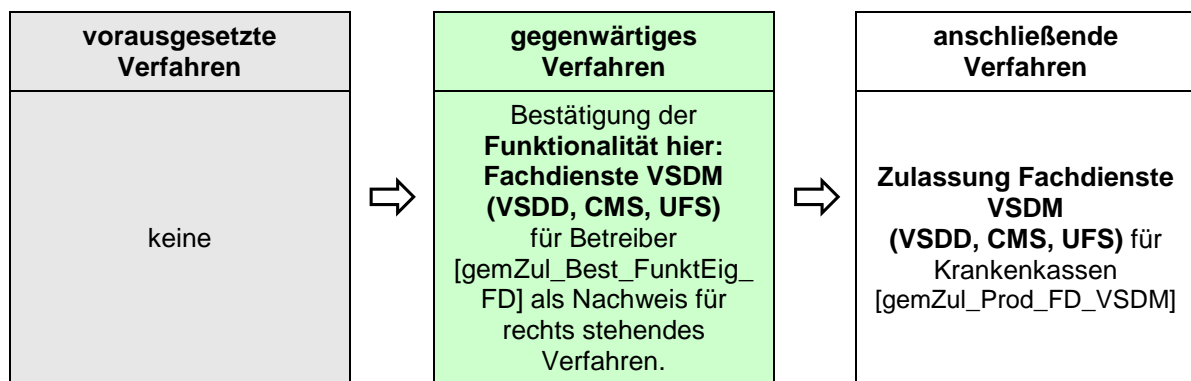 vorausgesetzte
Verfahren
keine
gegenwärtiges
Verfahren
Bestätigung der
Funktionalität hier:
Fachdienste VSDM
(VSDD, CMS, UFS)
für Betreiber
[gemZul_Best_FunktEig_
FD] als Nachweis für
rechts stehendes
Verfahren.
anschließende
Verfahren
Zulassung Fachdienste
VSDM
(VSDD, CMS, UFS) für
Krankenkassen
[gemZul_Prod_FD_VSDM]